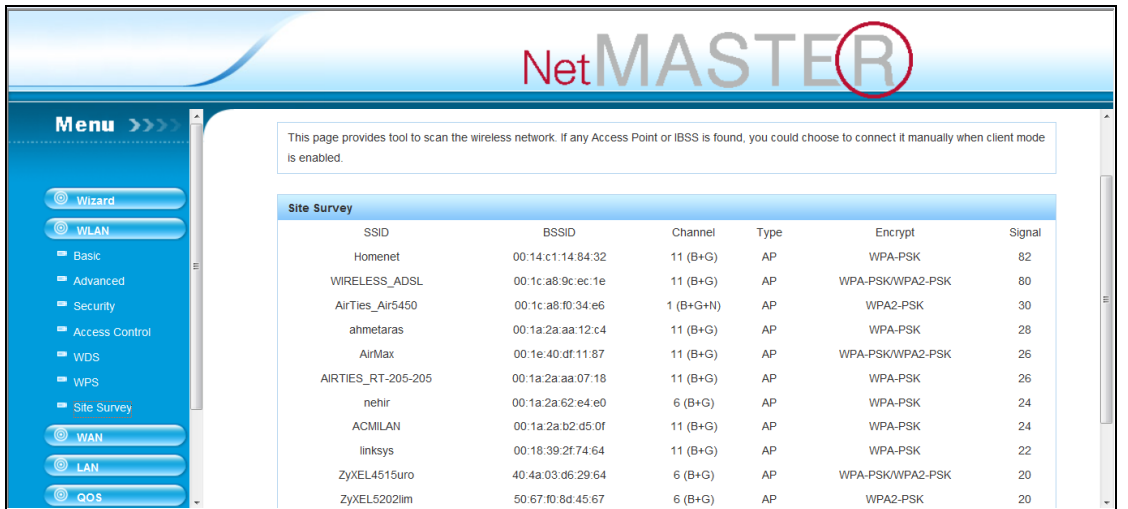 NetMASTER
Menu >>>>
Wizard
WLAN
Basic
Advanced
Security
Access Control
WDS
WPS
Site Survey
WAN
LAN
QOS
This page provides tool to scan the wireless network. If any Access Point or IBSS is found, you could choose to connect it manually when client mode
is enabled.
Site Survey
SSID BSSID Channel Type Encrypt Signal
Homenet 00:14:c1:14:84:32 11 (B+G) AP WPA-PSK 82
WIRELESS_ADSL 00:1c:a8:9c:ec:1e 11 (B+G) AP WPA-PSK/WPA2-PSK 80
AirTies_Air5450 00:1c:a8:f0:34:e6 1 (B+G+N) AP WPA2-PSK 30
ahmetaras 00:1a:2a:aa:12:c4 11 (B+G) AP WPA-PSK 28
AirMax 00:1e:40:df:11:87 11 (B+G) AP WPA-PSK/WPA2-PSK 26
AIRTIES_RT-205-205 00:1a:2a:aa:07:18 11 (B+G) AP WPA-PSK 26
nehir 00:1a:2a:62:e4:e0 6 (B+G) AP WPA-PSK 24
ACMILAN 00:1a:2a:b2:d5:0f 11 (B+G) AP WPA-PSK 24
linksys 00:18:39:2f:74:64 11 (B+G) AP WPA-PSK 22
ZyXEL4515uro 40:4a:03:d6:29:64 6 (B+G) AP WPA-PSK/WPA2-PSK 20
ZyXEL5202lim 50:67:f0:8d:45:67 6 (B+G) AP WPA2-PSK 20